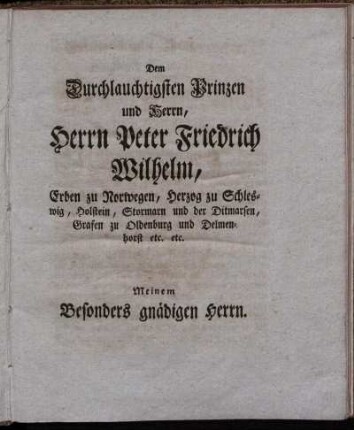 Dem
Durchlauchtigsten Prinzen
und Herrn,
Herrn Peter Friedrich
Wilhelm,
Erben zu Norwegen, Herzog zu Schles-
wig, Holstein, Stormarn und der Ditmarsen,
Grafen zu Oldenburg und Delmen-
horst etc. etc.
Meinem
Besonders gnädigen Herrn.